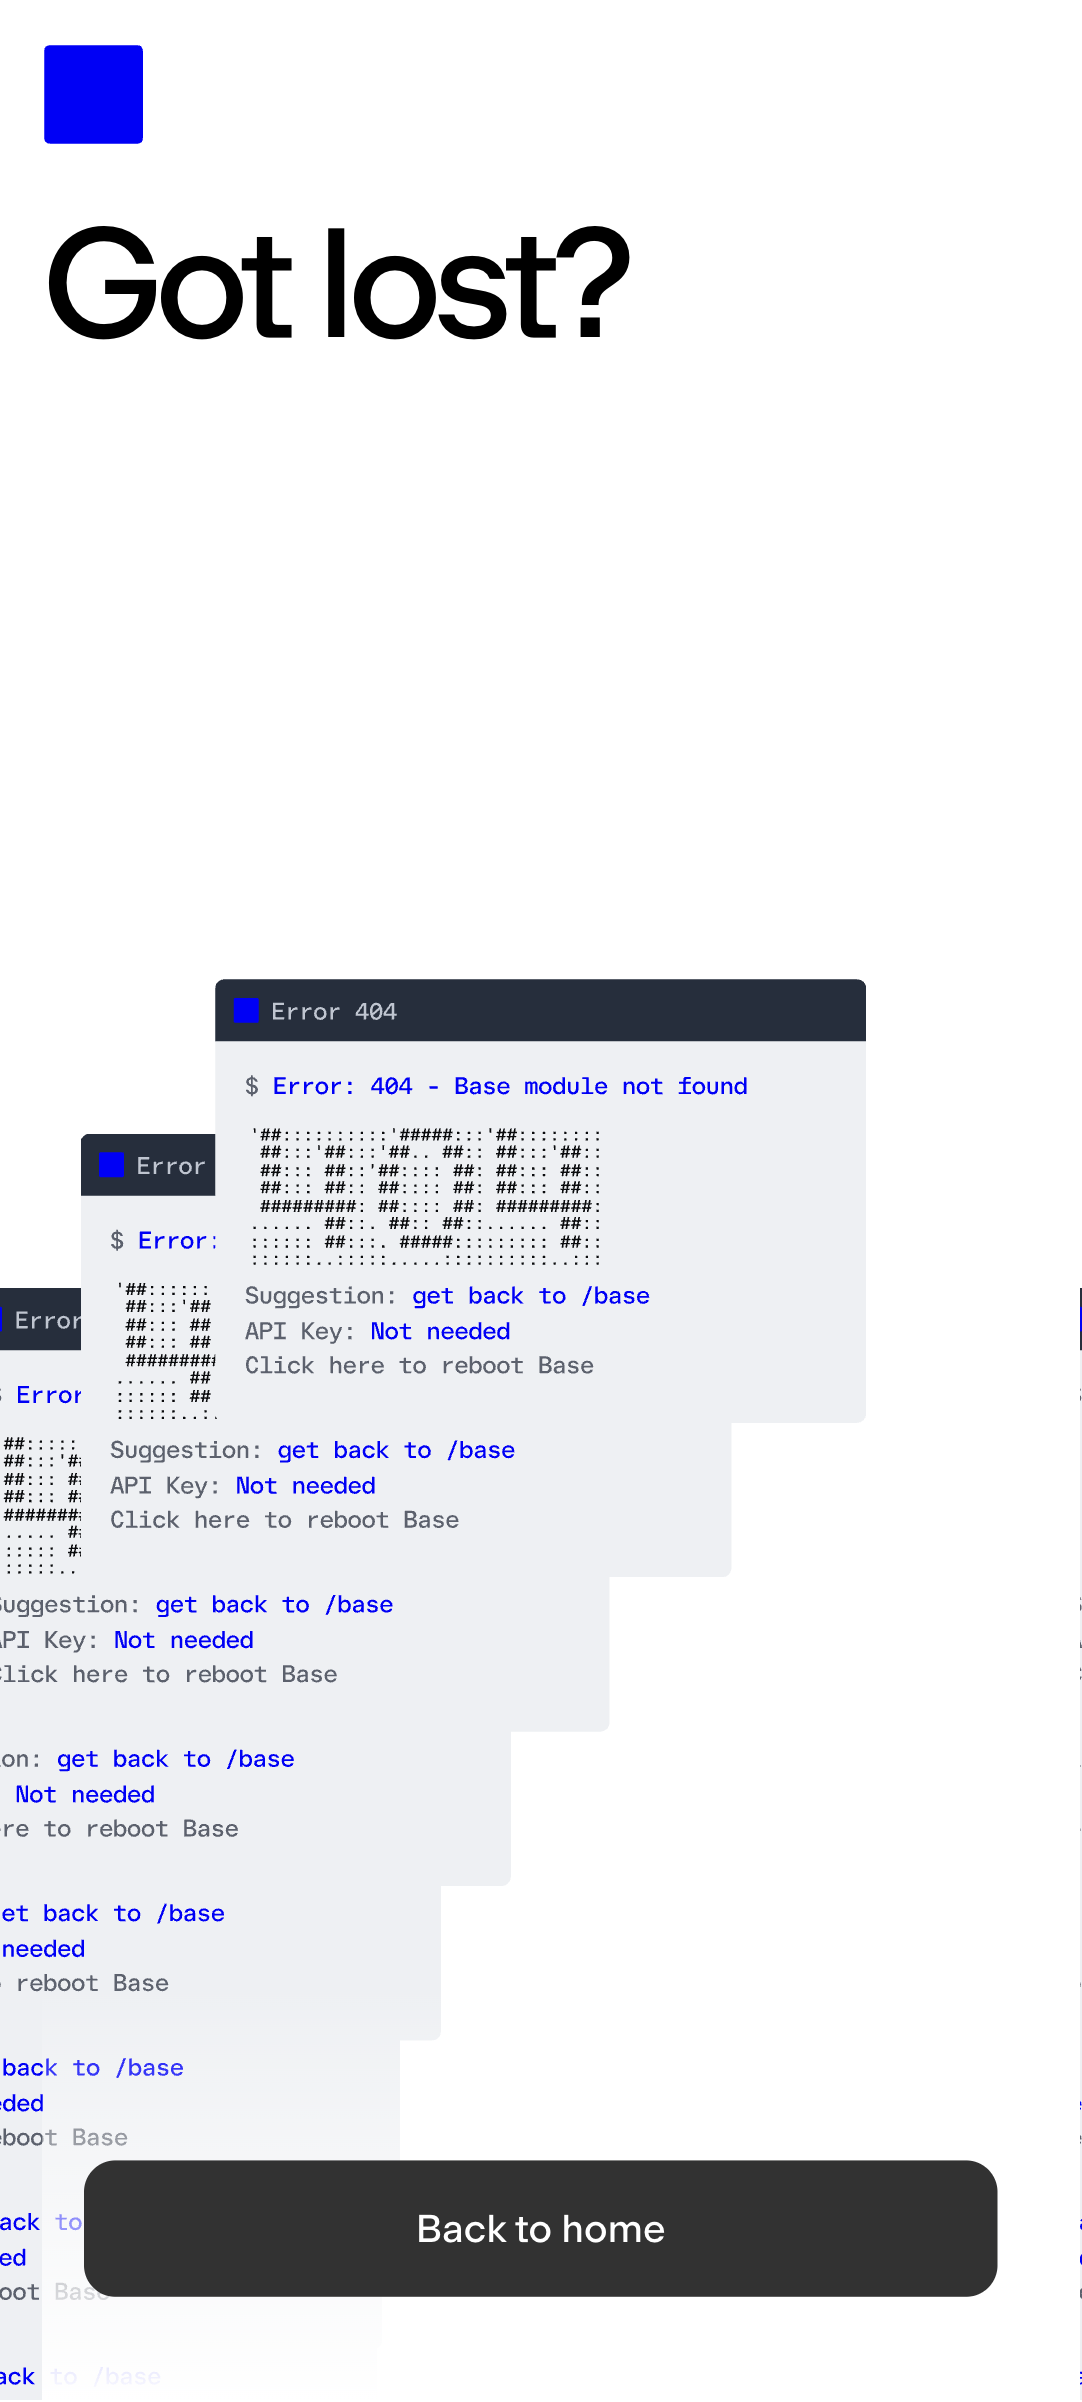 Got lost?
Error 404
$ Error: 404 - Base module not found
'##::::::::::'#####:::'##::::::::
 ##:::'##:::'##.. ##:: ##:::'##::
 ##::: ##::'##:::: ##: ##::: ##::
 ##::: ##:: ##:::: ##: ##::: ##::
 #########: ##:::: ##: #########:
...... ##::. ##:: ##::...... ##::
:::::: ##:::. #####::::::::: ##::
::::::..:::::.....::::::::::..:::
Suggestion: get back to /base
API Key: Not needed
Click here to reboot Base
Error
$ Error:
'##::::::
 ##:::'##
 ##::: ##
 ##::: ##
 ########
...... ##
:::::: ##
::::::..:.
Suggestion: get back to /base
API Key: Not needed
Click here to reboot Base
Error
Error
##:::::
##:::'#
##::: #
##::: #
#######
..... #
::::: #
:::::..
Suggestion: get back to /base
API Key: Not needed
Click here to reboot Base
ion: get back to /base
Not needed
re to reboot Base
et back to /base
needed
reboot Base
back to /base
eded
eboot Base
ack to
ed
oot Base
Back to home
ack to /base